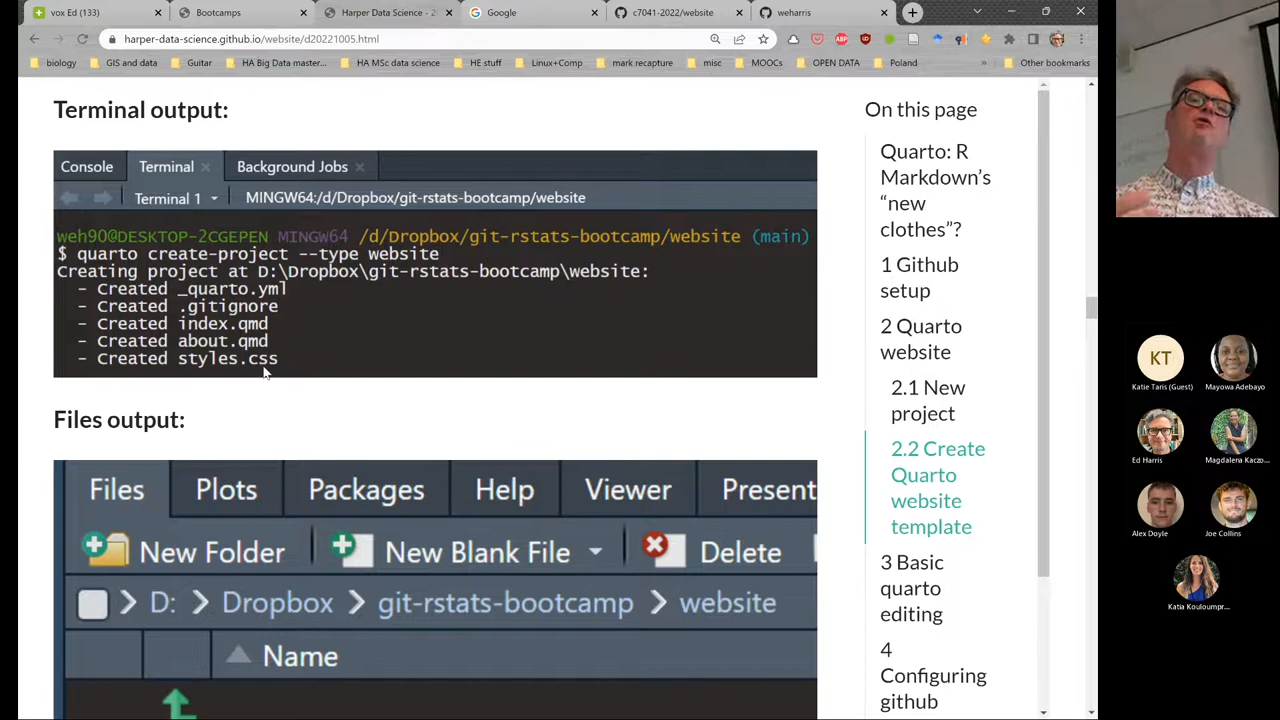 vox Ed (133)
Bootcamps
Harper Data Science - 2
Google
c7041-2022/website
weharris
harper-data-science.github.io/website/d20221005.html
biology
GIS and data
Guitar
HA Big Data master...
HA MSc data science
HE stuff
Linux+Comp
mark recapture
misc
MOOCs
OPEN DATA
Poland
»
Other bookmarks
Terminal output:
Console
Terminal
Background Jobs
Terminal 1
MINGW64:/d/Dropbox/git-rstats-bootcamp/website
weh90@DESKTOP-2CGEPEN MINGW64 /d/Dropbox/git-rstats-bootcamp/website (main)
$ quarto create-project --type website
Creating project at D:\Dropbox\git-rstats-bootcamp\website:
- Created _quarto.yml
- Created .gitignore
- Created index.qmd
- Created about.qmd
- Created styles.css
Files output:
Files
Plots
Packages
Help
Viewer
Present
New Folder
New Blank File
Delete
D:
Dropbox
git-rstats-bootcamp
website
Name
On this page
Quarto: R
Markdown's
"new
clothes"?
1 Github
setup
2 Quarto
website
2.1 New
project
2.2 Create
Quarto
website
template
3 Basic
quarto
editing
4
Configuring
github
KT
Katie Taris (Guest)
Mayowa Adebayo
Ed Harris
Magdalena Kaczo...
Alex Doyle
Joe Collins
Katia Kouloumpr...